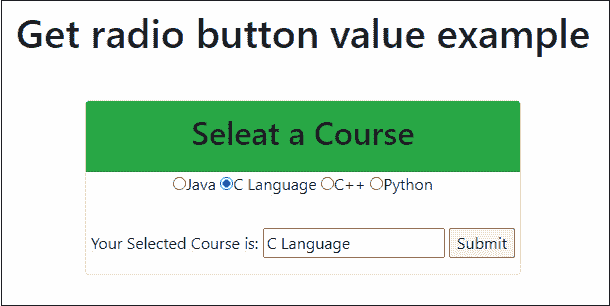 Get radio button value example
Seleat a Course
Java C Language C++ Python
Your Selected Course is: C Language Submit